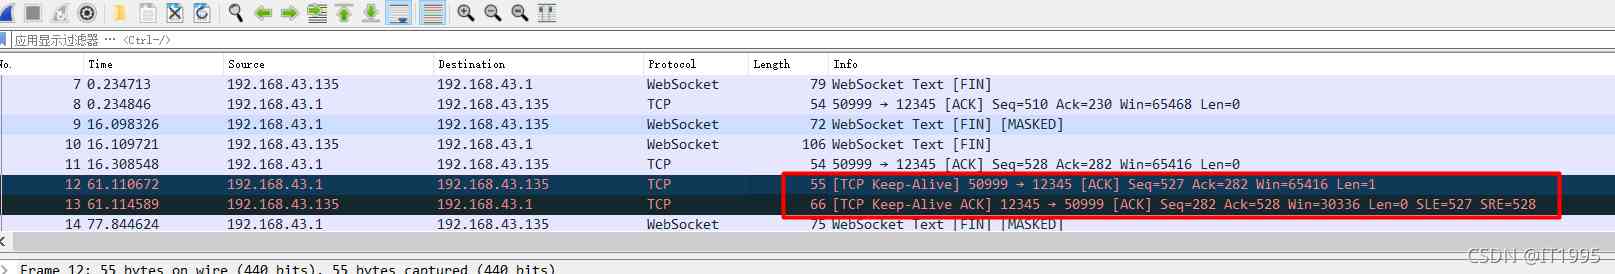 应用显示过滤器 … <Ctrl-/>
No. Time Source Destination Protocol Length Info
7 0.234713 192.168.43.135 192.168.43.1 WebSocket 79 WebSocket Text [FIN]
8 0.234846 192.168.43.1 192.168.43.135 TCP 54 50999 → 12345 [ACK] Seq=510 Ack=230 Win=65468 Len=0
9 16.098326 192.168.43.1 192.168.43.135 WebSocket 72 WebSocket Text [FIN] [MASKED]
10 16.109721 192.168.43.135 192.168.43.1 WebSocket 106 WebSocket Text [FIN]
11 16.308548 192.168.43.1 192.168.43.135 TCP 54 50999 → 12345 [ACK] Seq=528 Ack=282 Win=65416 Len=0
12 61.110672 192.168.43.1 192.168.43.135 TCP 55 [TCP Keep-Alive] 50999 → 12345 [ACK] Seq=527 Ack=282 Win=65416 Len=1
13 61.114589 192.168.43.135 192.168.43.1 TCP 66 [TCP Keep-Alive ACK] 12345 → 50999 [ACK] Seq=282 Ack=528 Win=30336 Len=0 SLE=527 SRE=528
14 77.844624 192.168.43.1 192.168.43.135 WebSocket 75 WebSocket Text [FIN] [MASKED]
CSDN @IT1995
Frame 12: 55 bytes on wire (440 bits), 55 bytes captured (440 bits)